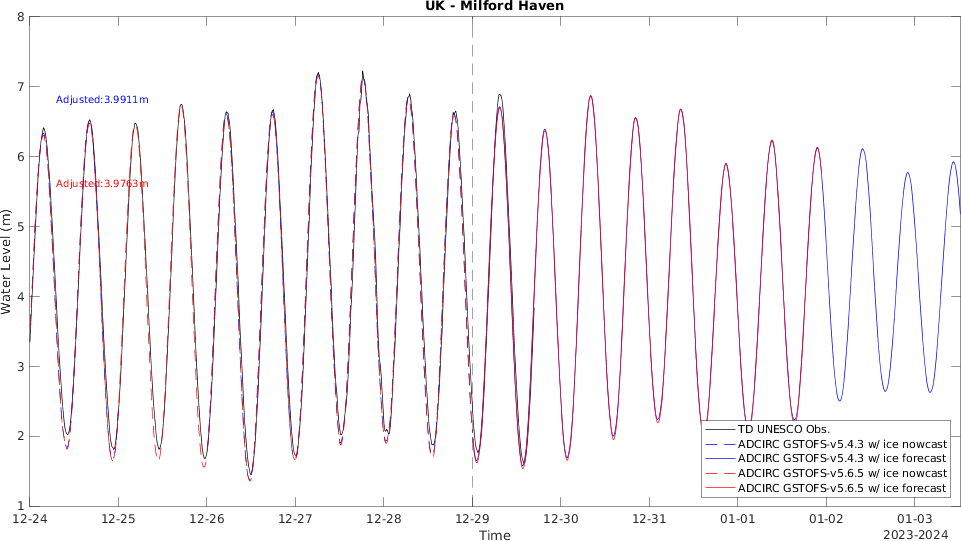 UK - Milford Haven
8
7
6
5
4
3
2
1
Water Level (m)
Adjusted:3.9911m
Adjusted:3.9763m
TD UNESCO Obs.
ADCIRC GSTOFS-v5.4.3 w/ ice nowcast
ADCIRC GSTOFS-v5.4.3 w/ ice forecast
ADCIRC GSTOFS-v5.6.5 w/ ice nowcast
ADCIRC GSTOFS-v5.6.5 w/ ice forecast
12-24 12-25 12-26 12-27 12-28 12-29 12-30 12-31 01-01 01-02 01-03
Time
2023-2024